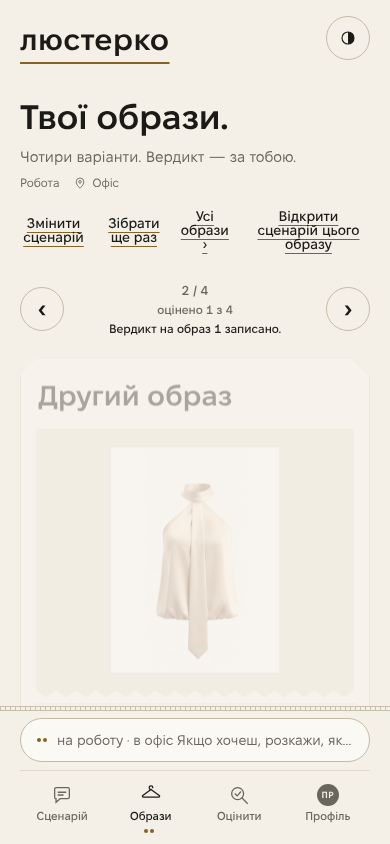 люстерко
Твої образи.
Чотири варіанти. Вердикт — за тобою.
Робота Офіс
Змінити сценарій
Зібрати ще раз
Усі образи ›
Відкрити сценарій цього образу
‹
2 / 4
оцінено 1 з 4
Вердикт на образ 1 записано.
›
Другий образ
на роботу · в офіс Якщо хочеш, розкажи, як…
Сценарій
Образи
Оцінити
ПР
Профіль